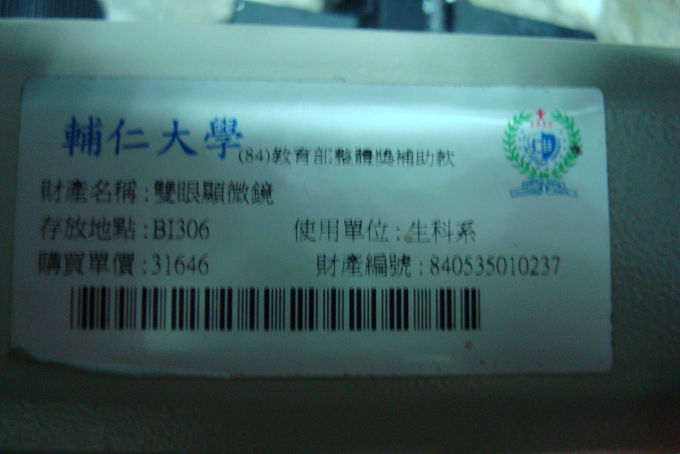 輔仁大學 (84)教育部整體獎補助款
財產名稱:雙眼顯微鏡
存放地點:BI306 使用單位:生科系
購買單價:31646 財產編號:840535010237